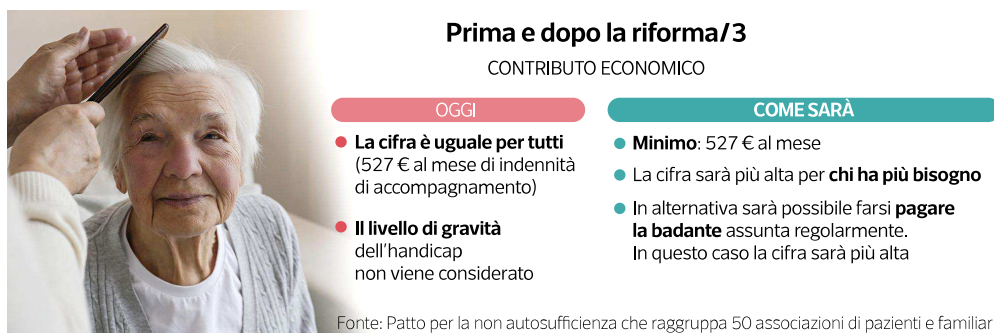 Prima e dopo la riforma/3
CONTRIBUTO ECONOMICO
OGGI
La cifra è uguale per tutti
(527 € al mese di indennità
di accompagnamento)
Il livello di gravità
dell'handicap
non viene considerato
COME SARÀ
Minimo: 527 € al mese
La cifra sarà più alta per chi ha più bisogno
In alternativa sarà possibile farsi pagare
la badante assunta regolarmente.
In questo caso la cifra sarà più alta
Fonte: Patto per la non autosufficienza che raggruppa 50 associazioni di pazienti e familiar